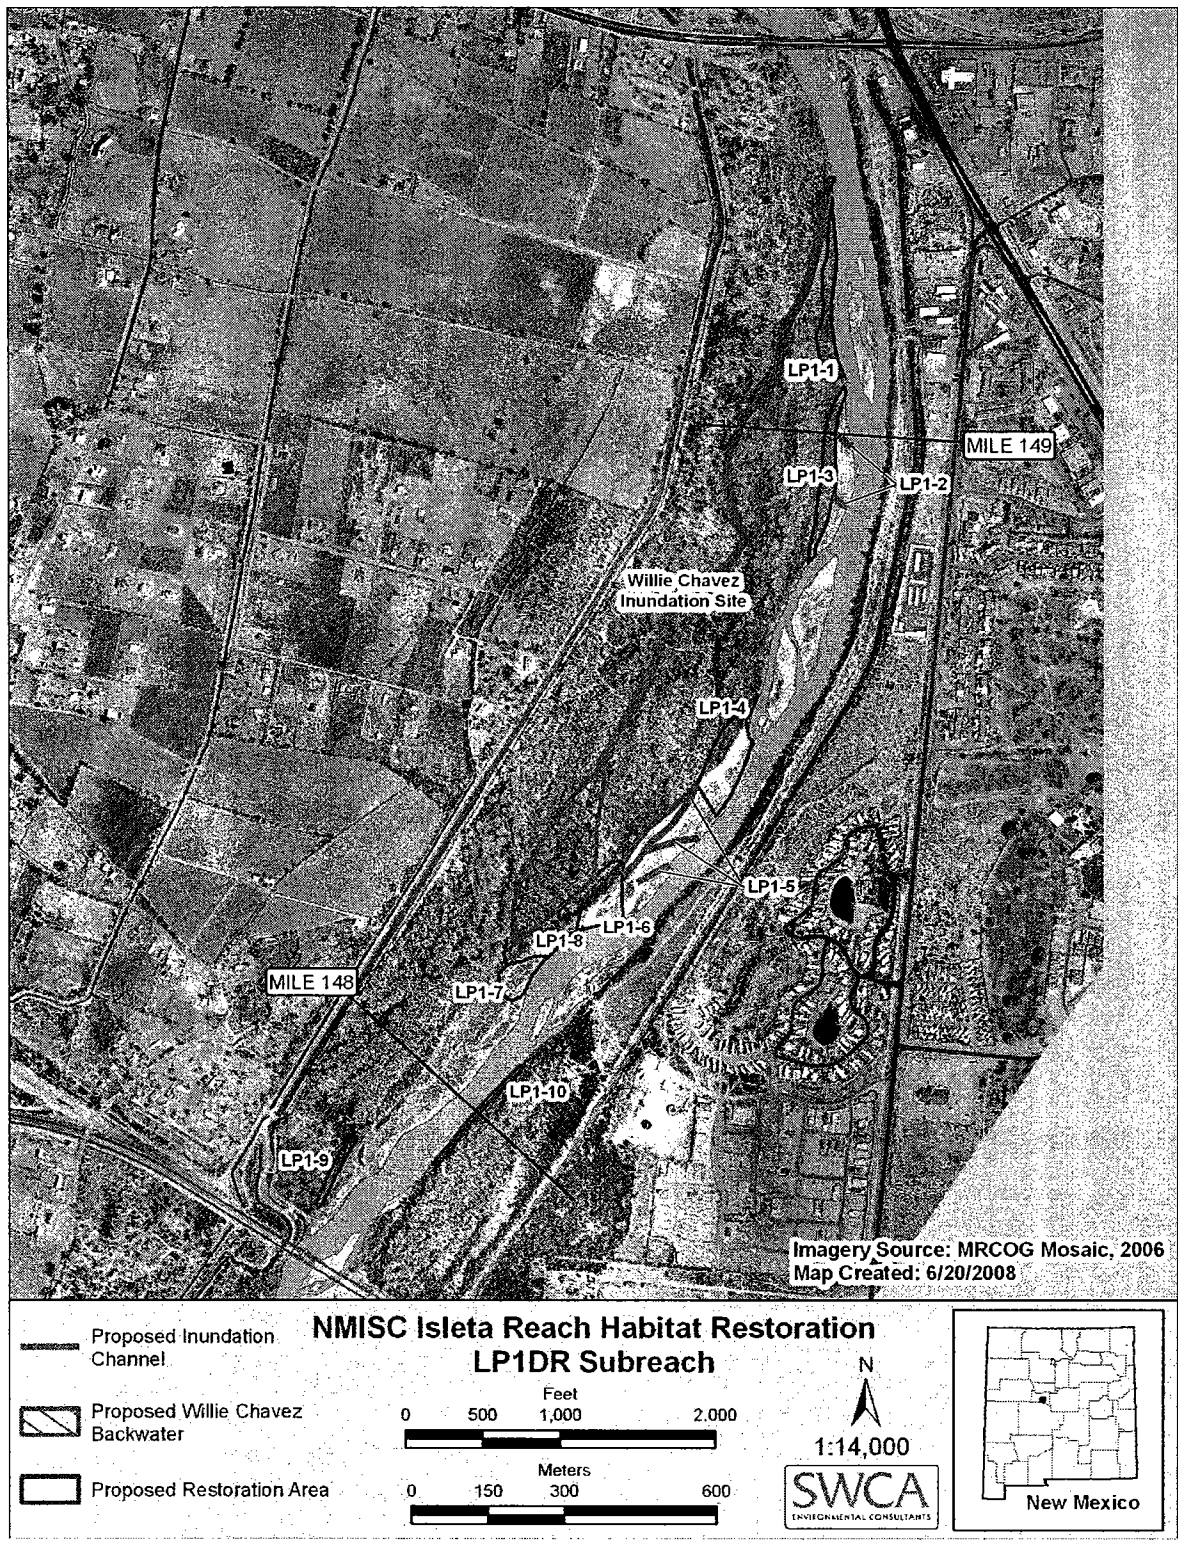 LP1-1
MILE 149
LP1-3
LP1-2
Willie Chavez
Inundation Site
LP1-4
LP1-5
LP1-6
LP1-8
MILE 148
LP1-7
LP1-10
LP1-9
Imagery Source: MRCOG Mosaic, 2006
Map Created: 6/20/2008
Proposed Inundation
Channel
Proposed Willie Chavez
Backwater
Proposed Restoration Area
NMISC Isleta Reach Habitat Restoration
LP1DR Subreach
Feet
0 500 1,000 2,000
Meters
0 150 300 600
N
1:14,000
SWCA
ENVIRONMENTAL CONSULTANTS
New Mexico